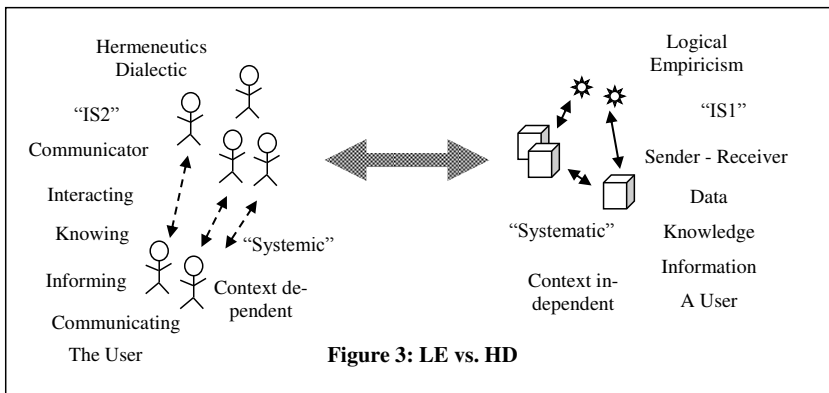 Hermeneutics
Dialectic
“IS2”
Communicator
Interacting
Knowing
Informing
Communicating
The User
“Systemic”
Context de-
pendent
Logical
Empiricism
“IS1”
Sender - Receiver
Data
“Systematic”
Knowledge
Information
Context in-
dependent
A User
Figure 3: LE vs. HD